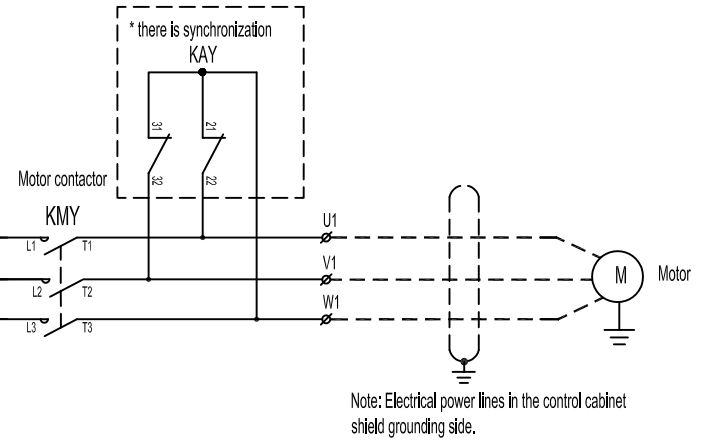 * there is synchronization
KAY
31
21
32
22
Motor contactor
KMY
U1
L1
T1
V1
L2
T2
M
Motor
W1
L3
T3
Note: Electrical power lines in the control cabinet
shield grounding side.